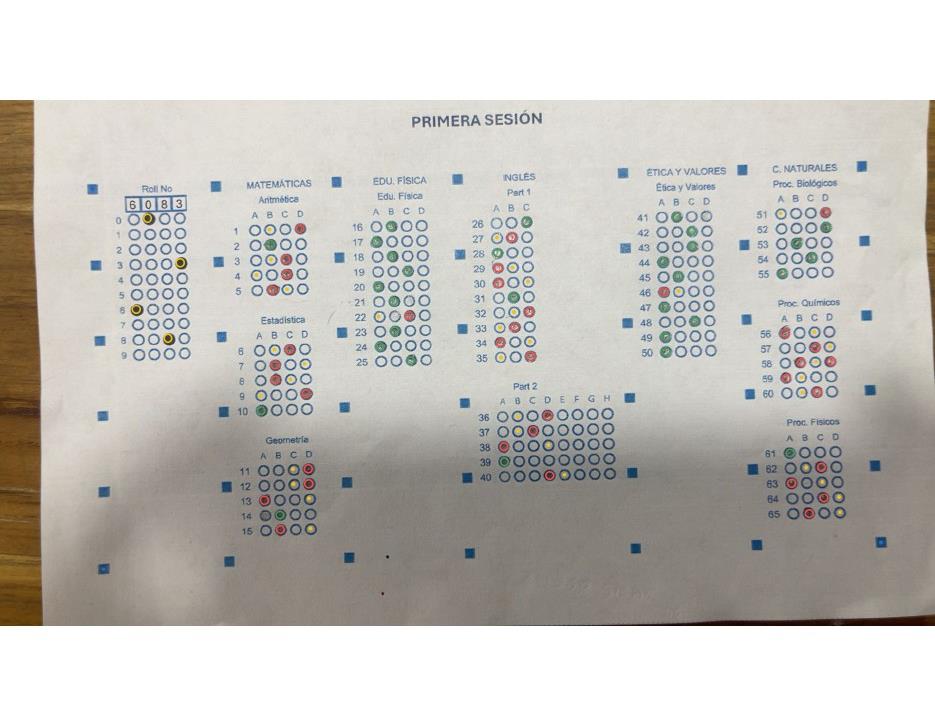 PRIMERA SESIÓN
Roll No
6 0 8 3
0
1
2
3
4
5
6
7
8
9
MATEMÁTICAS
Aritmética
A B C D
1
2
3
4
5
Estadística
A B C D
6
7
8
9
10
Geometría
A B C D
11
12
13
14
15
EDU. FÍSICA
Edu. Física
A B C D
16
17
18
19
20
21
22
23
24
25
INGLÉS
Part 1
A B C
26
27
28
29
30
31
32
33
34
35
Part 2
A B C D E F G H
36
37
38
39
40
ÉTICA Y VALORES
Ética y Valores
A B C D
41
42
43
44
45
46
47
48
49
50
C. NATURALES
Proc. Biológicos
A B C D
51
52
53
54
55
Proc. Químicos
A B C D
56
57
58
59
60
Proc. Físicos
A B C D
61
62
63
64
65